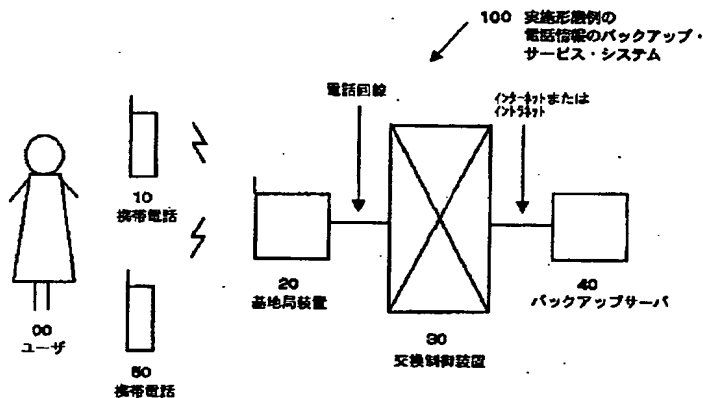 100 実施形態例の
電話情報のバックアップ・
サービス・システム
電話回線
インターネットまたは
イントラネット
10
携帯電話
20
基地局装置
40
バックアップサーバ
00
ユーザ
30
交換制御装置
50
携帯電話